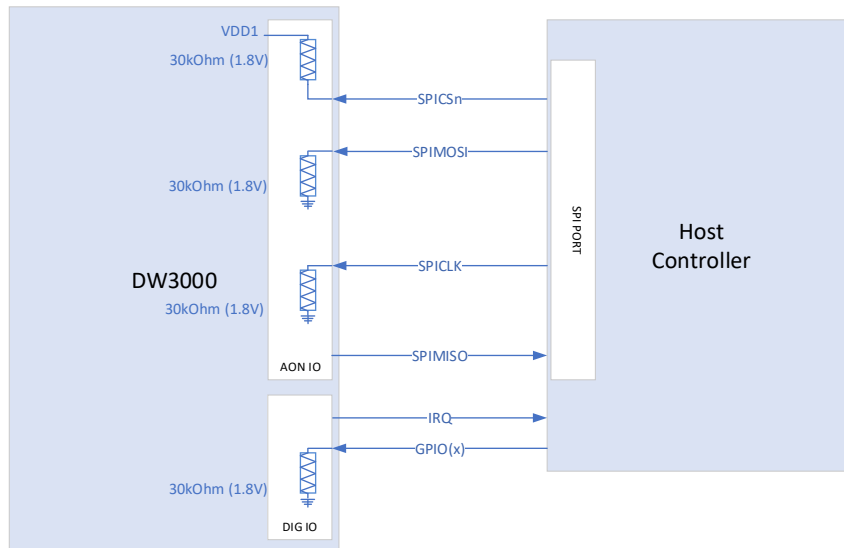 VDD1
30kOhm (1.8V)
SPICSn
SPIMOSI
30kOhm (1.8V)
SPI PORT
Host
Controller
SPICLK
DW3000
30kOhm (1.8V)
SPIMISO
AON IO
IRQ
GPIO(x)
30kOhm (1.8V)
DIG IO